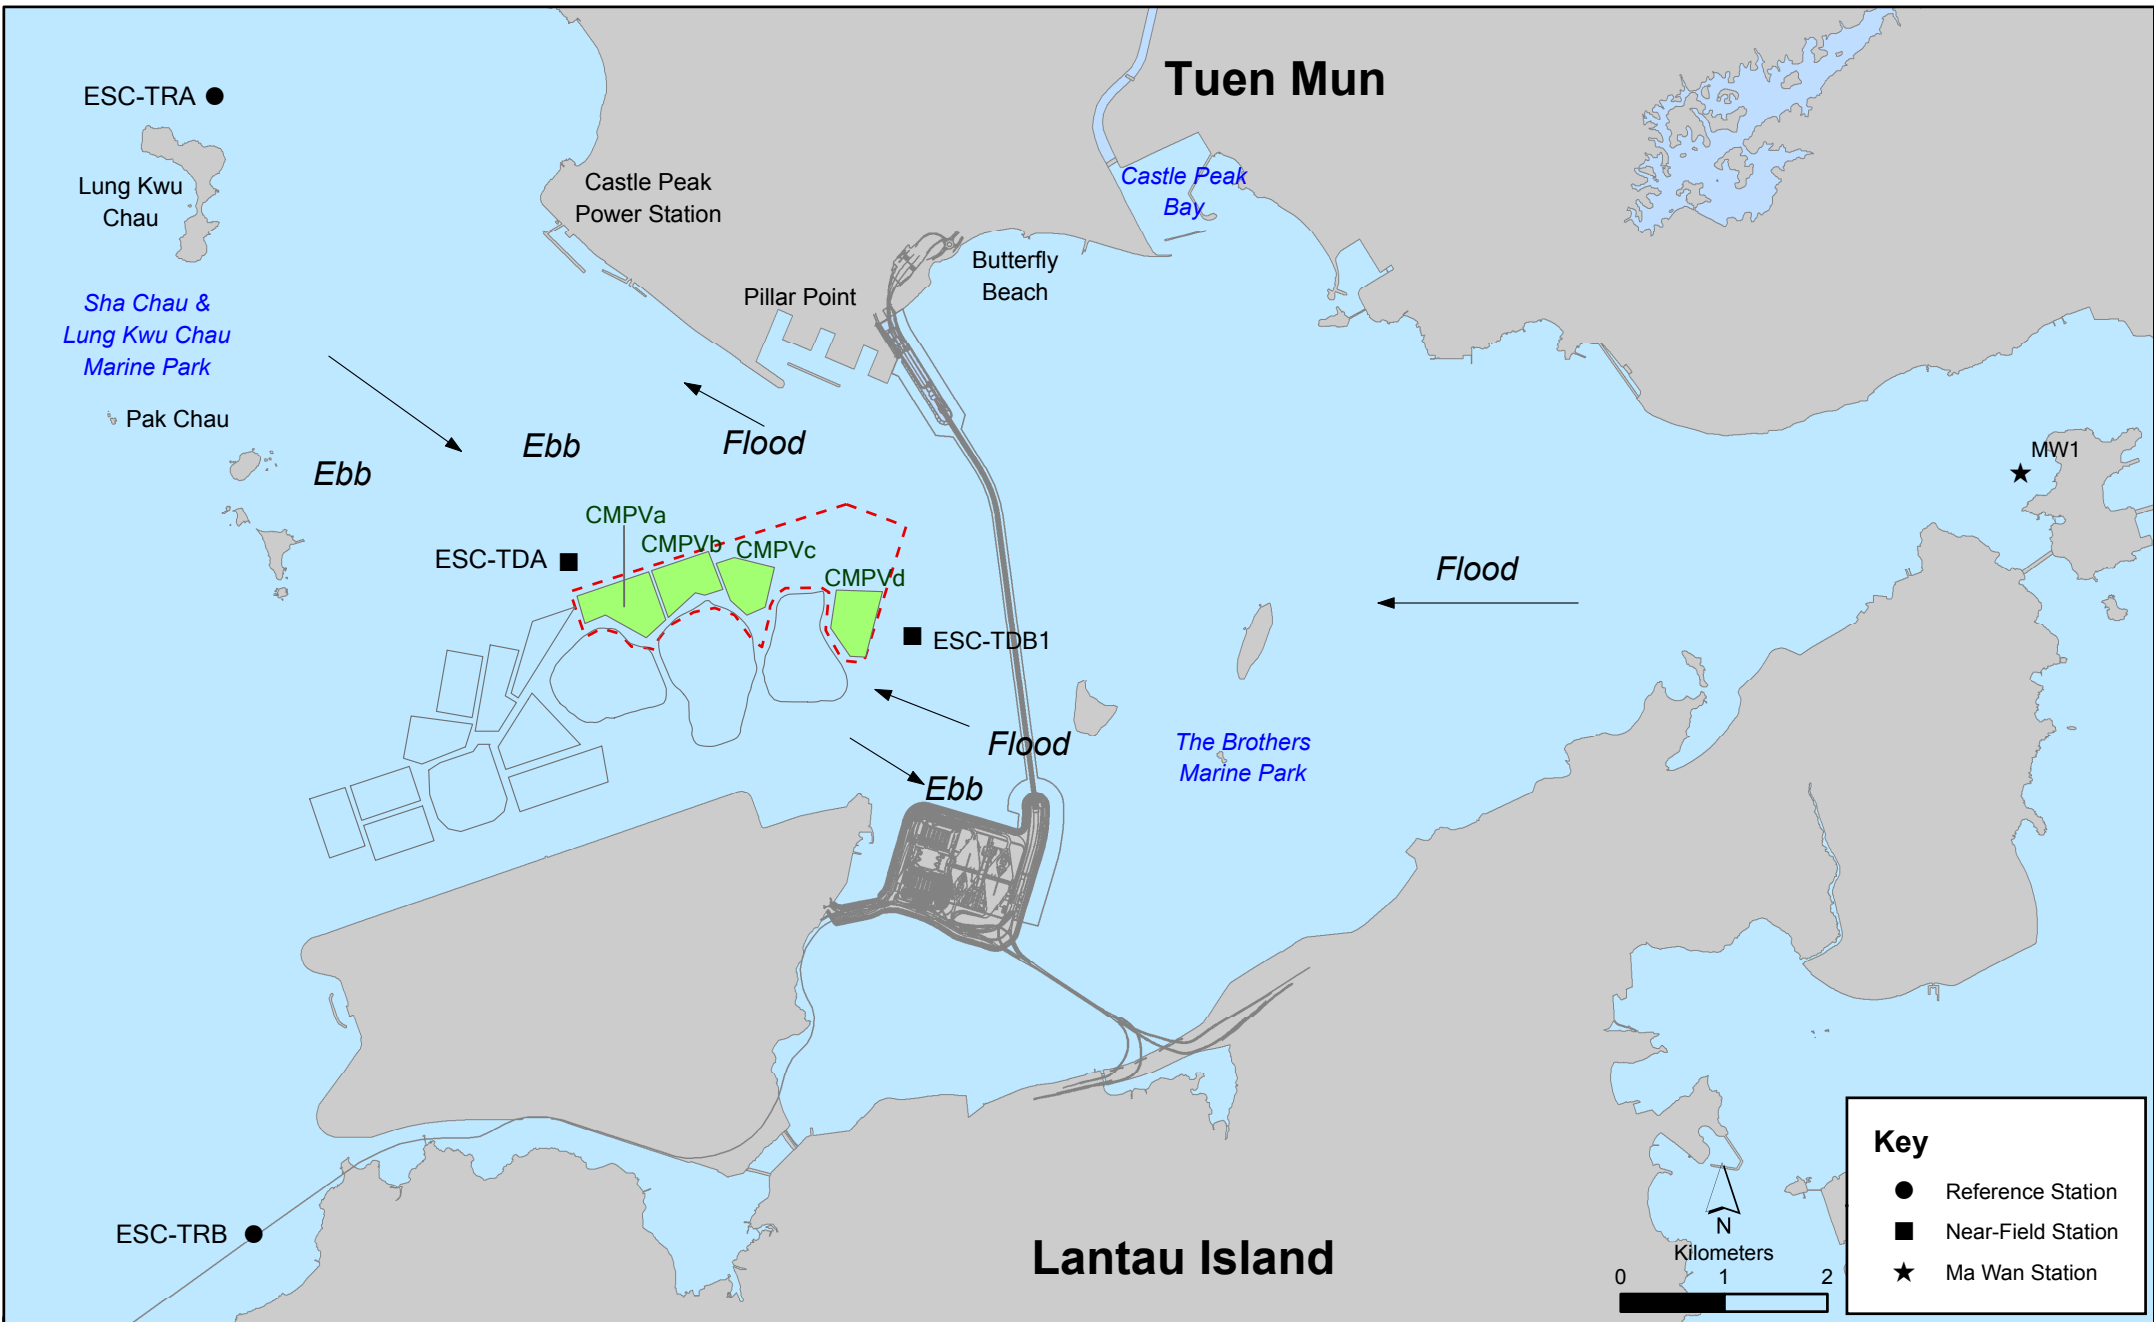 Tuen Mun
ESC-TRA
Lung Kwu
Chau
Castle Peak
Power Station
Castle Peak
Bay
Butterfly
Beach
Pillar Point
Sha Chau &
Lung Kwu Chau
Marine Park
Pak Chau
Ebb
Ebb
Flood
MW1
CMPVa
CMPVb
CMPVc
CMPVd
ESC-TDA
ESC-TDB1
Flood
Flood
Ebb
The Brothers
Marine Park
ESC-TRB
Lantau Island
N
Kilometers
0 1 2
Key
Reference Station
Near-Field Station
Ma Wan Station